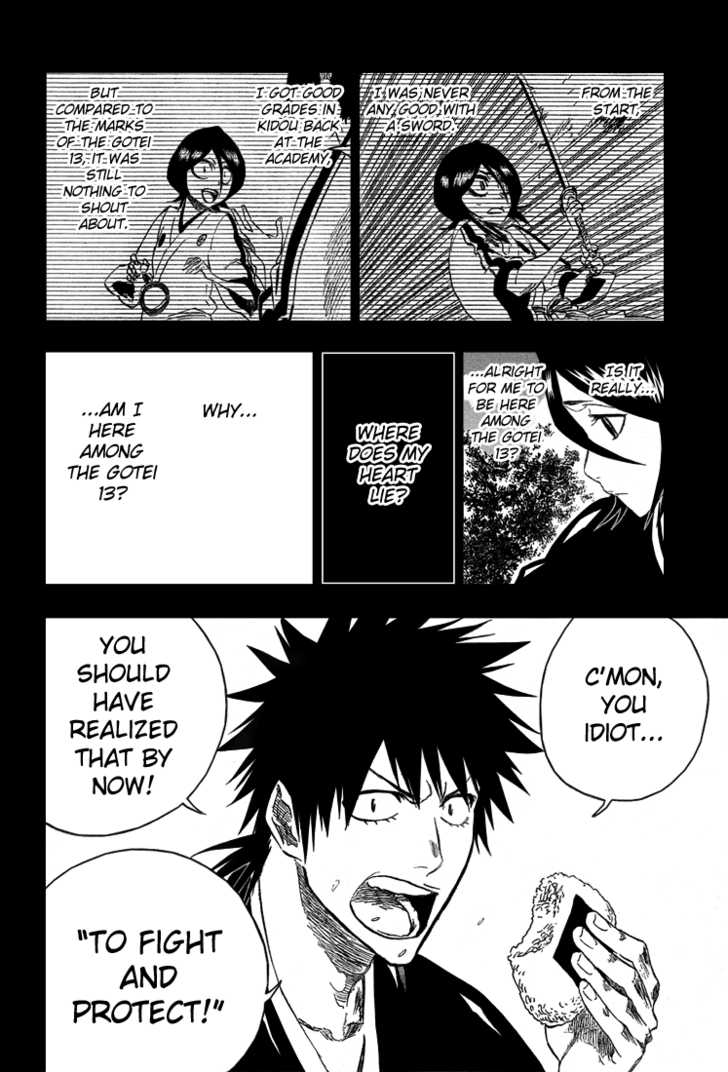 FROM THE
START,
I WAS NEVER
ANY GOOD WITH
A SWORD.
I GOT GOOD
GRADES IN
KIDOU BACK
AT THE
ACADEMY,
BUT
COMPARED TO
THE MARKS
OF THE GOTEI
13, IT WAS
STILL
NOTHING TO
SHOUT
ABOUT.
IS IT
REALLY...
...ALRIGHT
FOR ME TO
BE HERE
AMONG
THE GOTEI
13?
WHERE
DOES MY
HEART
LIE?
WHY...
...AM I
HERE
AMONG
THE GOTEI
13?
C'MON,
YOU
IDIOT...
YOU
SHOULD
HAVE
REALIZED
THAT BY
NOW!
"TO FIGHT
AND
PROTECT!"